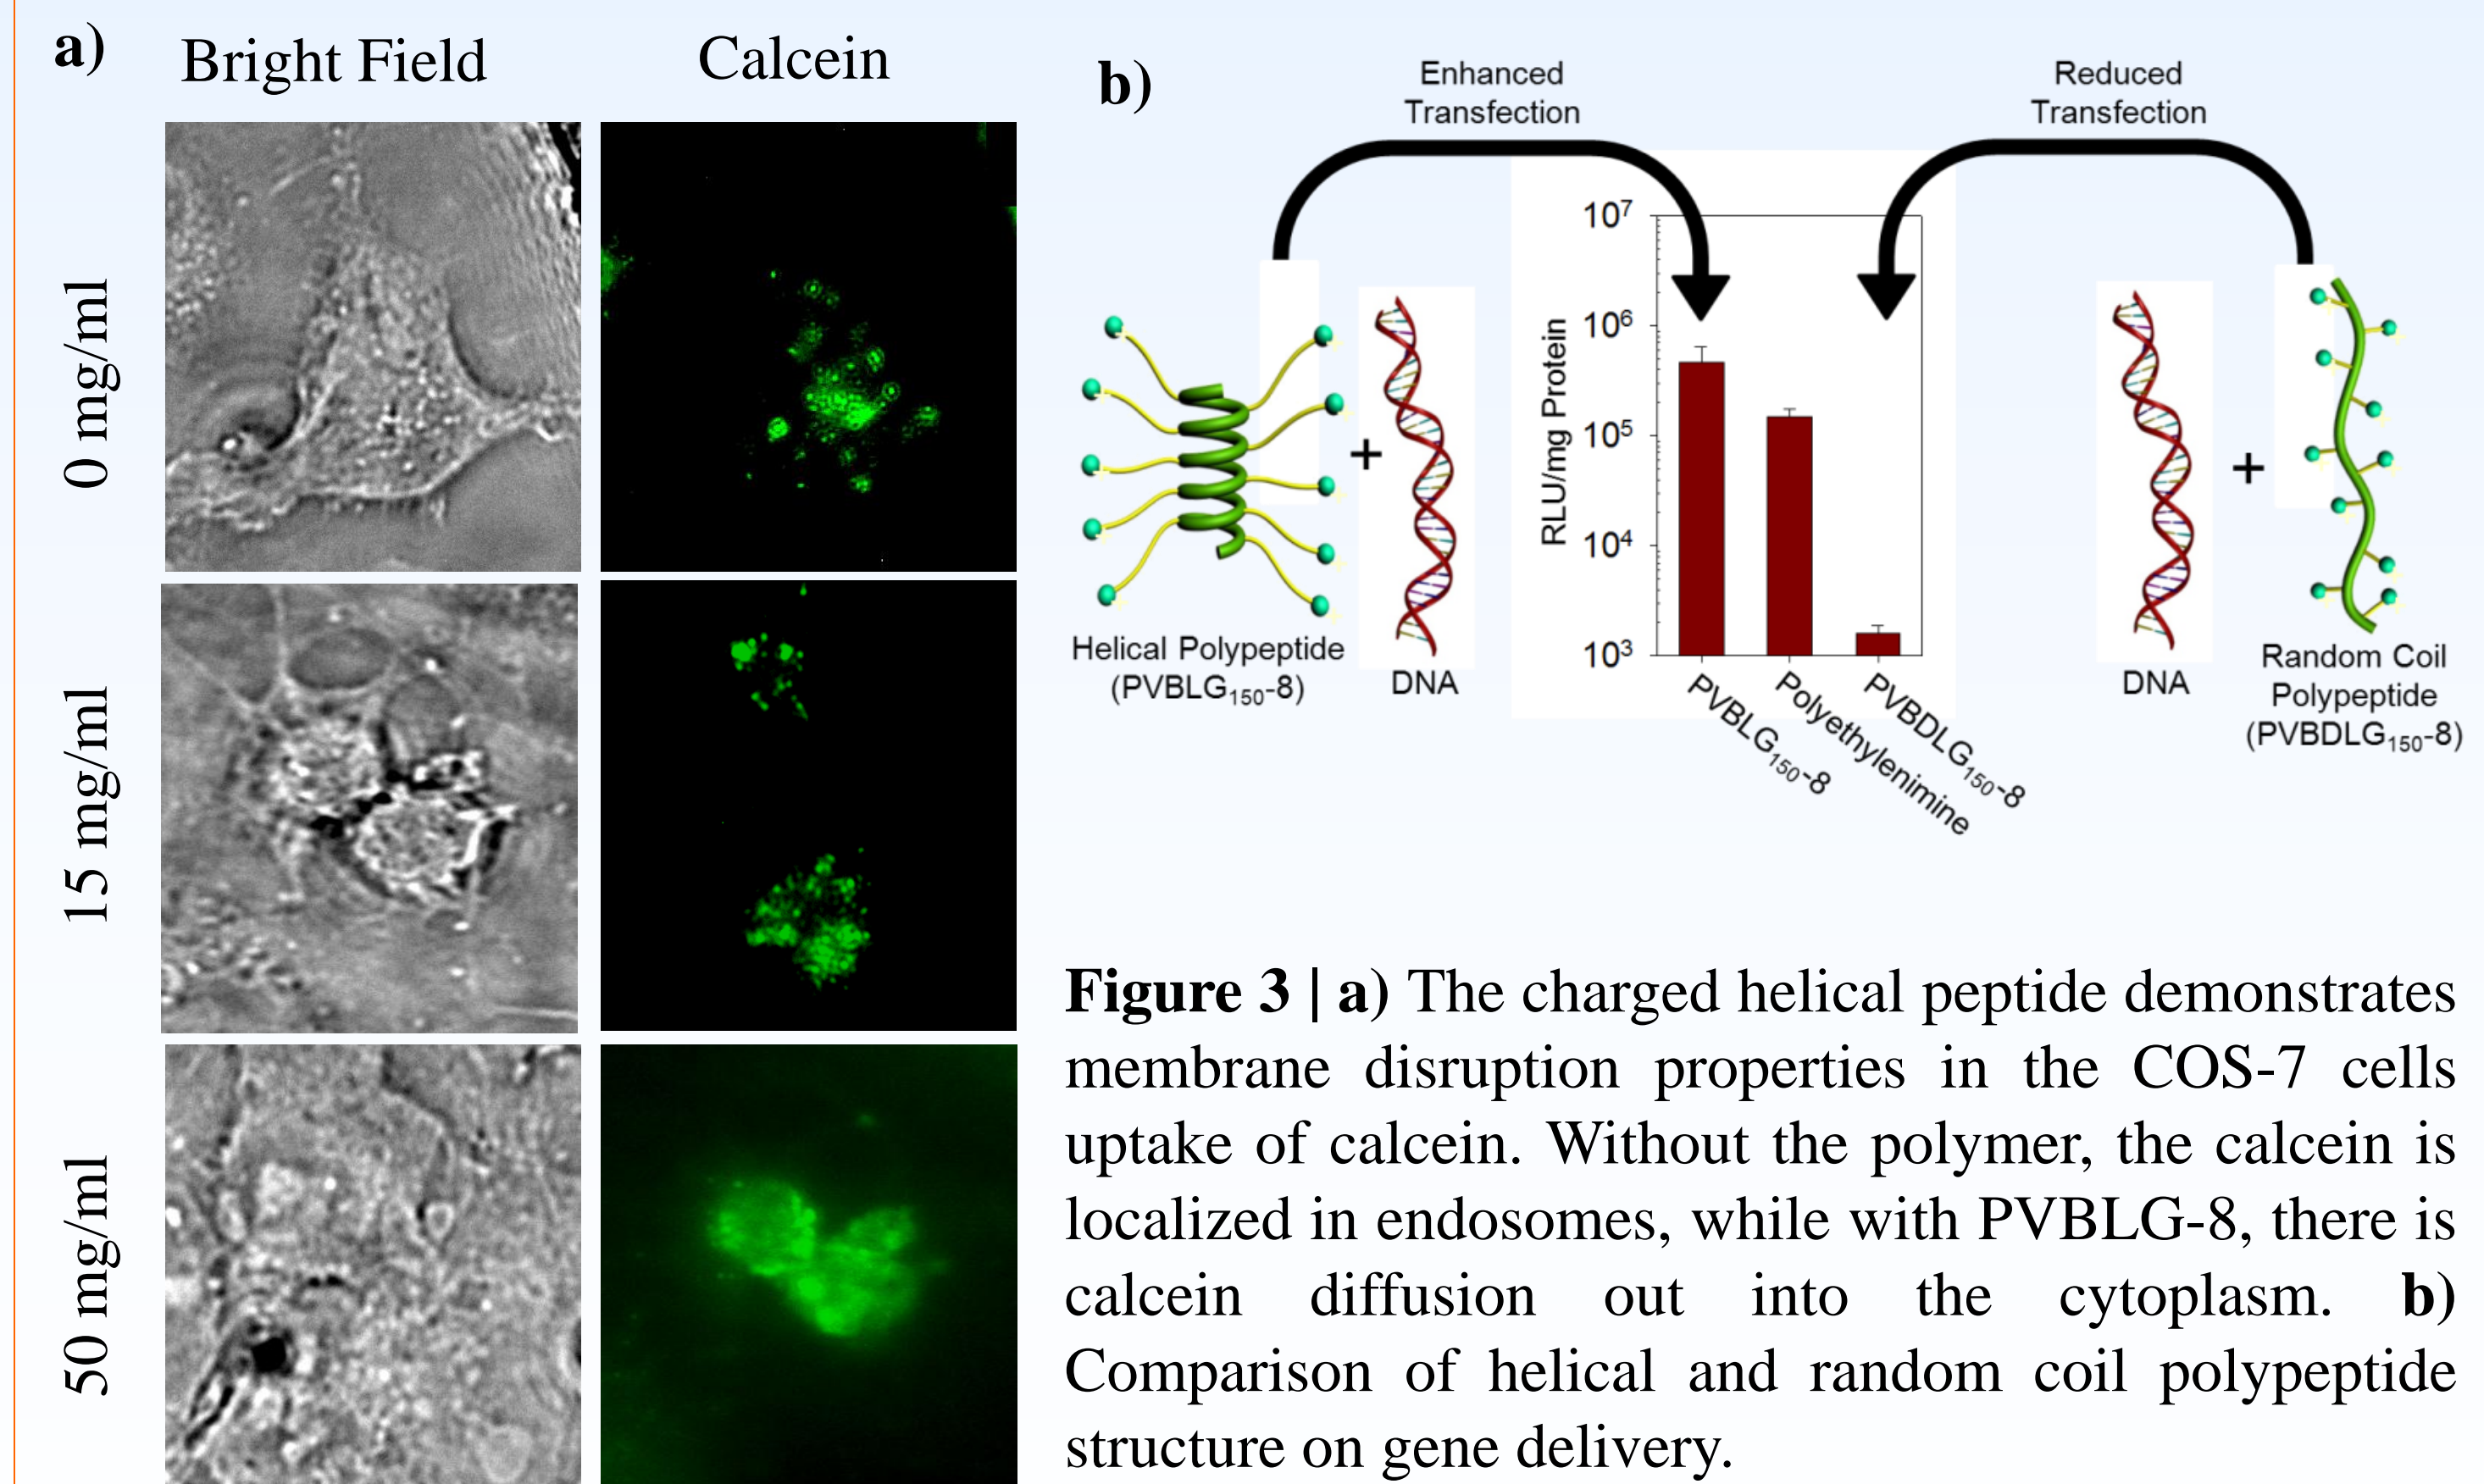 a)
Bright Field
Calcein
0 mg/ml
15 mg/ml
50 mg/ml
b)
Enhanced
Transfection
Reduced
Transfection
10⁷
10⁶
10⁵
10⁴
10³
RLU/mg Protein
PVBLG₁₅₀-8
Polyethylenimine
PVBDLG₁₅₀-8
+
Helical Polypeptide
(PVBLG₁₅₀-8)
DNA
+
DNA
Random Coil
Polypeptide
(PVBDLG₁₅₀-8)
Figure 3 | a) The charged helical peptide demonstrates
membrane disruption properties in the COS-7 cells
uptake of calcein. Without the polymer, the calcein is
localized in endosomes, while with PVBLG-8, there is
calcein diffusion out into the cytoplasm. b)
Comparison of helical and random coil polypeptide
structure on gene delivery.